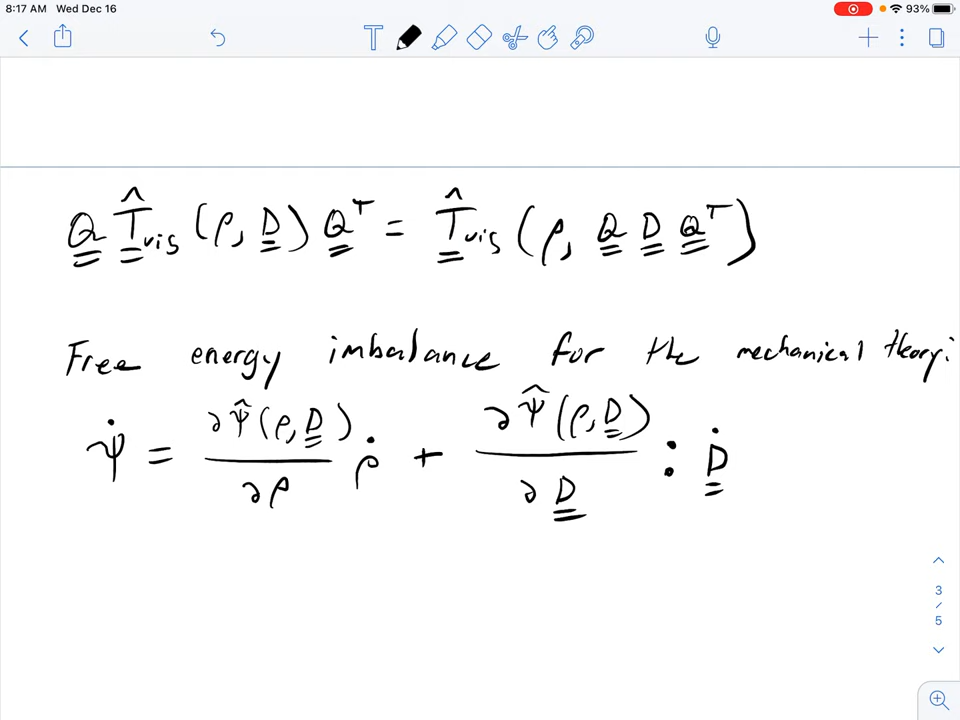 8:17 AM Wed Dec 16 93%
T
Q T̂vis (ρ, D) Qᵀ = T̂vis (ρ, Q D Qᵀ)
Free energy imbalance for the mechanical theory:
ψ̇ = ∂ψ̂(ρ, D)/∂ρ ρ̇ + ∂ψ̂(ρ, D)/∂D : Ḋ
3
/
5